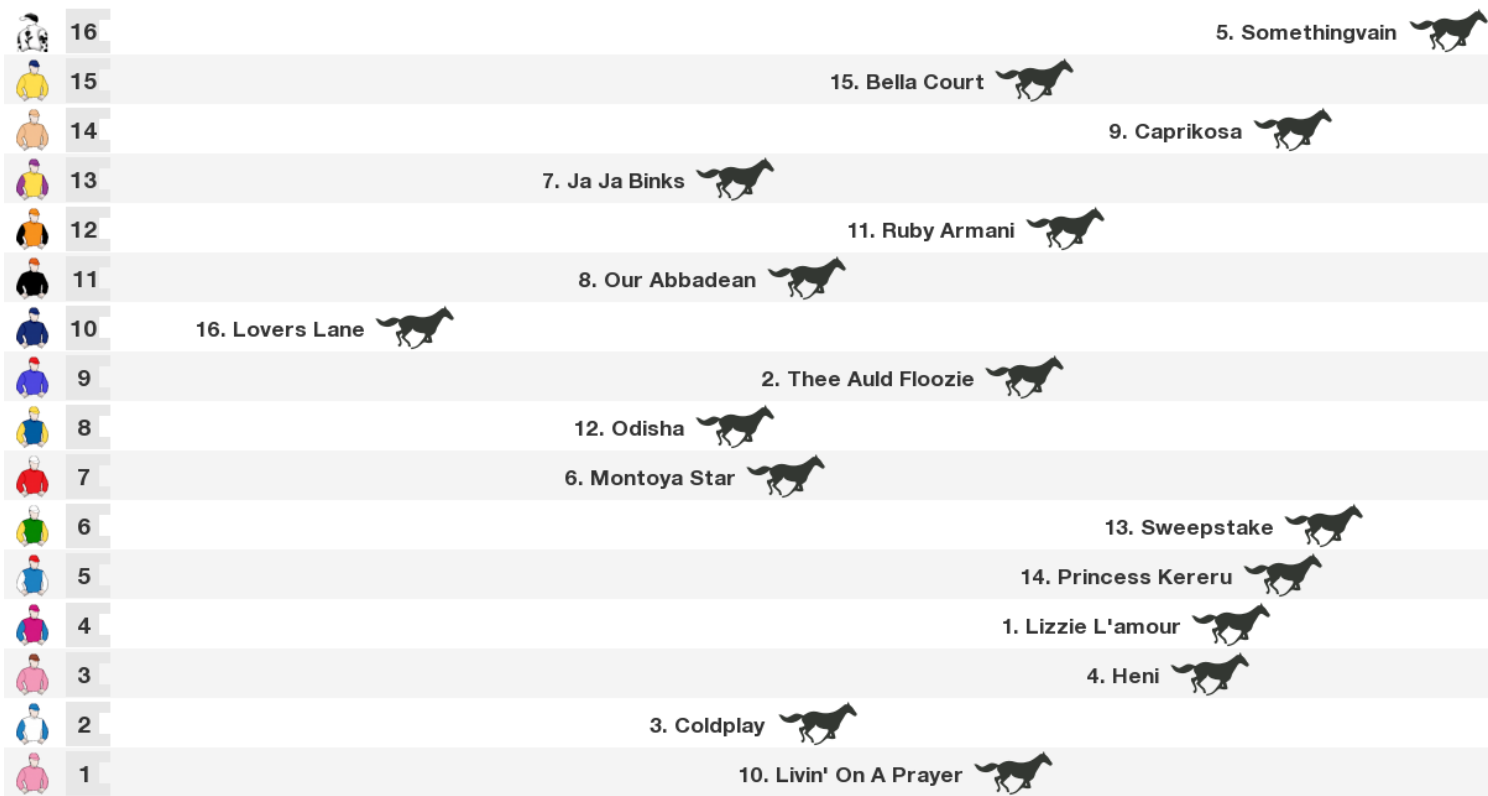 16 5. Somethingvain
15 15. Bella Court
14 9. Caprikosa
13 7. Ja Ja Binks
12 11. Ruby Armani
11 8. Our Abbadean
10 16. Lovers Lane
9 2. Thee Auld Floozie
8 12. Odisha
7 6. Montoya Star
6 13. Sweepstake
5 14. Princess Kereru
4 1. Lizzie L'amour
3 4. Heni
2 3. Coldplay
1 10. Livin' On A Prayer